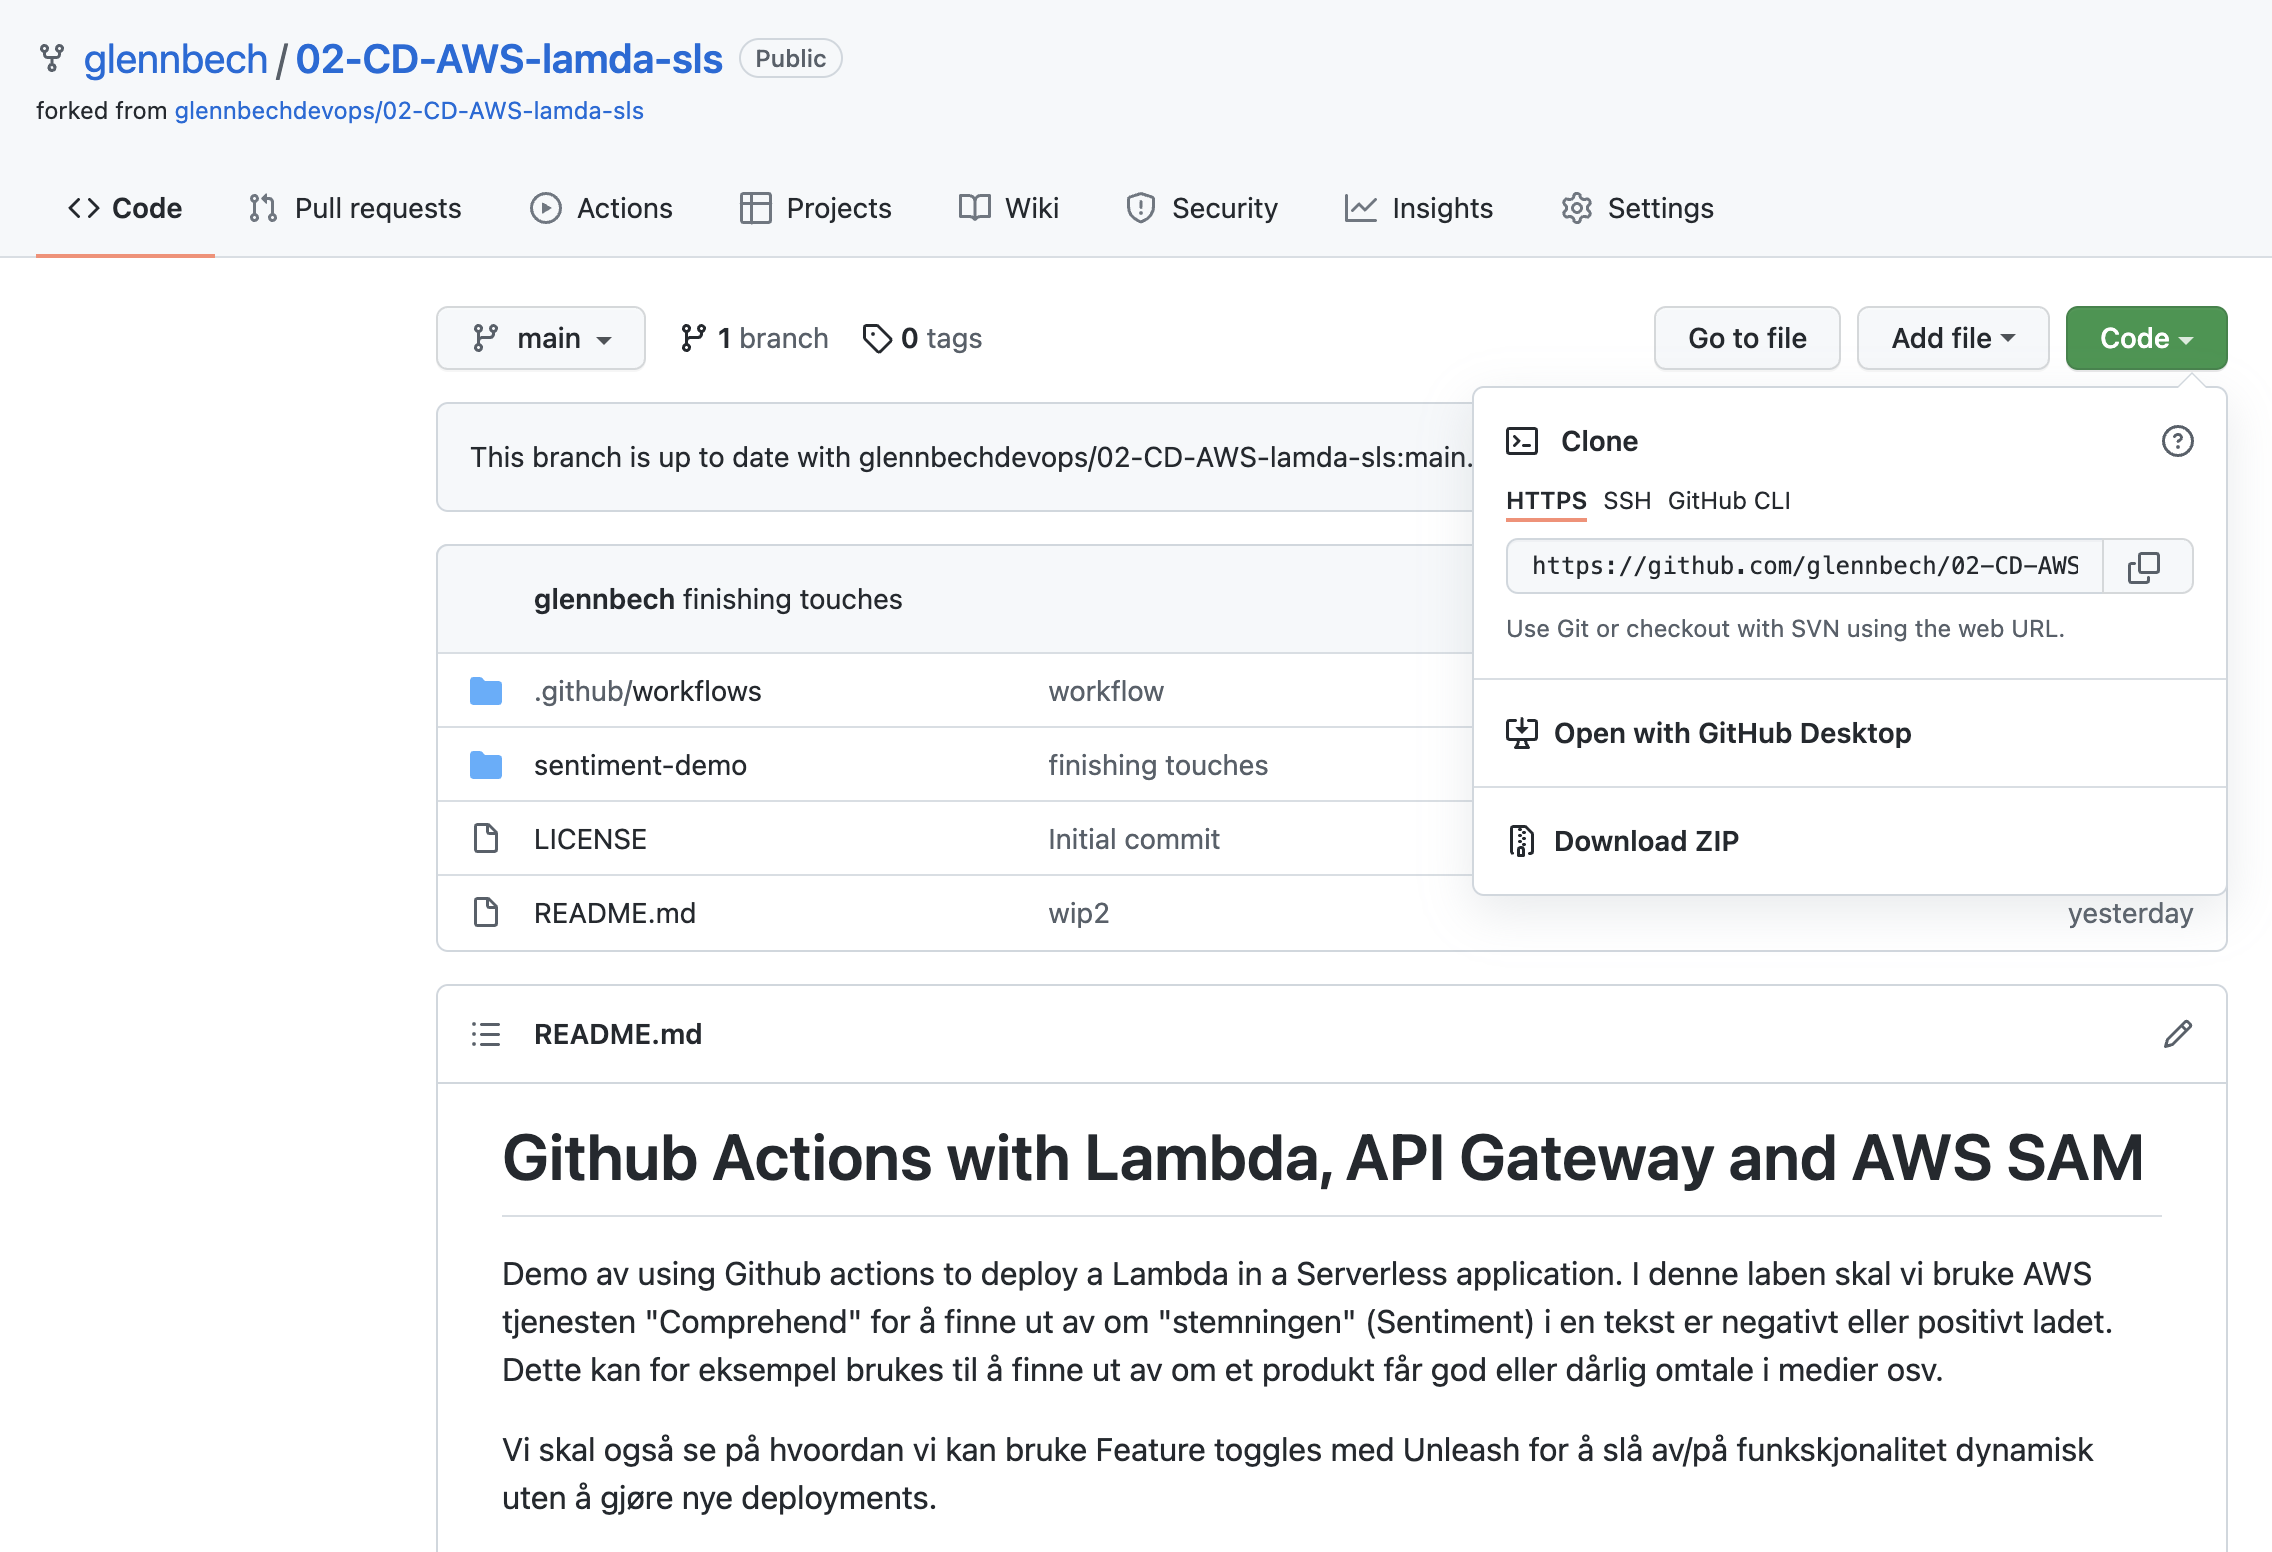 glennbech / 02-CD-AWS-lamda-sls Public
forked from glennbechdevops/02-CD-AWS-lamda-sls
Code Pull requests Actions Projects Wiki Security Insights Settings
main 1 branch 0 tags Go to file Add file Code
This branch is up to date with glennbechdevops/02-CD-AWS-lamda-sls:main.
Clone
HTTPS SSH GitHub CLI
https://github.com/glennbech/02-CD-AWS
Use Git or checkout with SVN using the web URL.
Open with GitHub Desktop
Download ZIP
glennbech finishing touches
.github/workflows workflow
sentiment-demo finishing touches
LICENSE Initial commit
README.md wip2 yesterday
README.md
Github Actions with Lambda, API Gateway and AWS SAM
Demo av using Github actions to deploy a Lambda in a Serverless application. I denne laben skal vi bruke AWS
tjenesten "Comprehend" for å finne ut av om "stemningen" (Sentiment) i en tekst er negativt eller positivt ladet.
Dette kan for eksempel brukes til å finne ut av om et produkt får god eller dårlig omtale i medier osv.
Vi skal også se på hvoordan vi kan bruke Feature toggles med Unleash for å slå av/på funkskjonalitet dynamisk
uten å gjøre nye deployments.